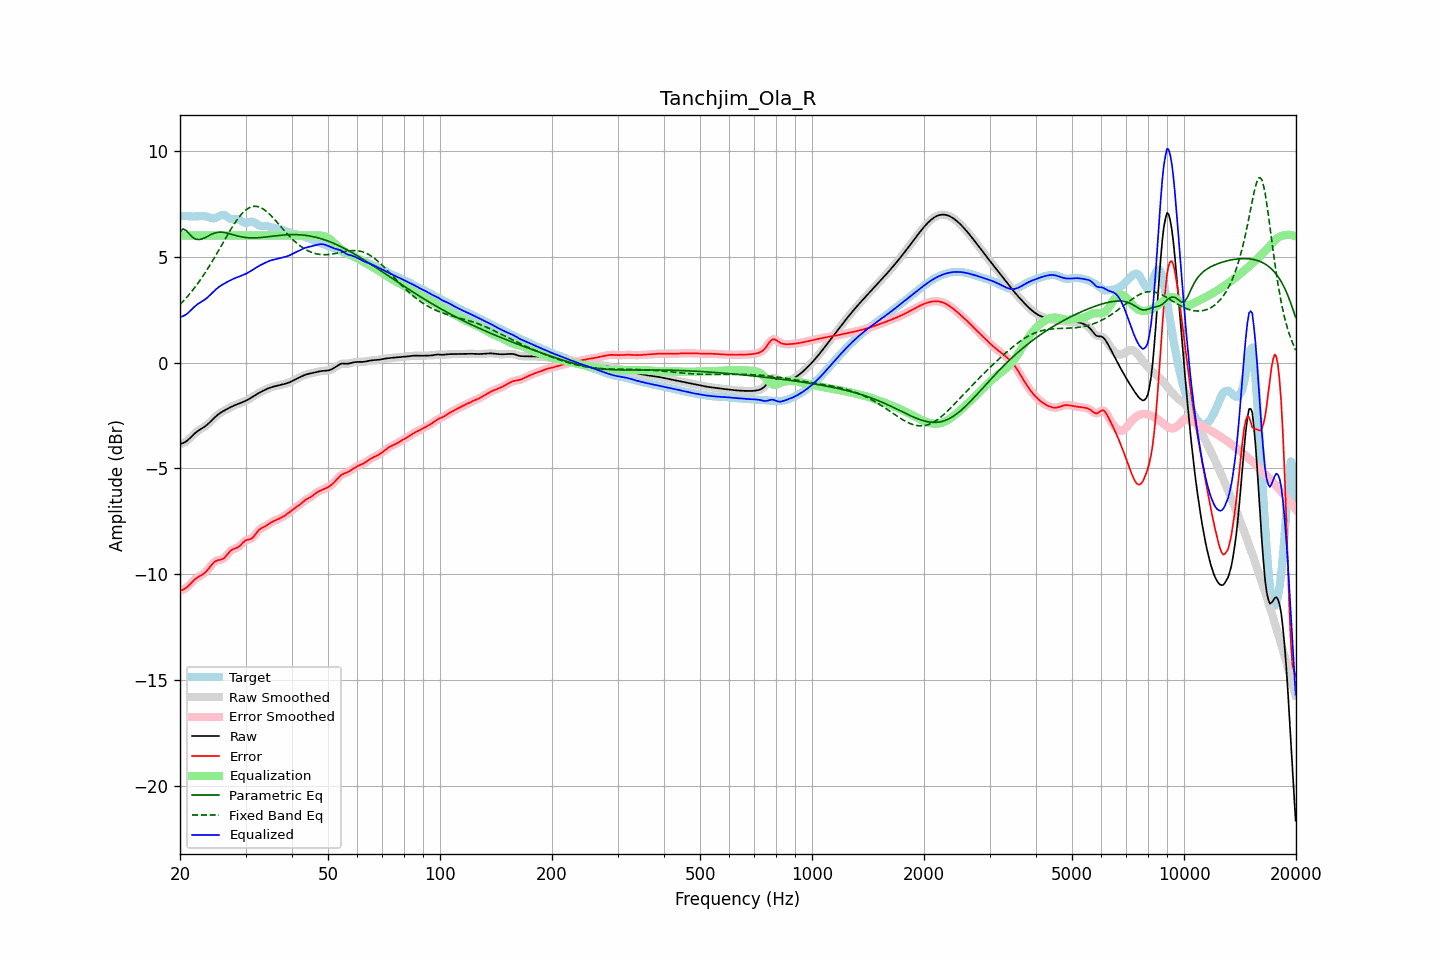 Tanchjim_Ola_R
Amplitude (dBr)
10
5
0
−5
−10
−15
−20
Target
Raw Smoothed
Error Smoothed
Raw
Error
Equalization
Parametric Eq
Fixed Band Eq
Equalized
20 50 100 200 500 1000 2000 5000 10000 20000
Frequency (Hz)